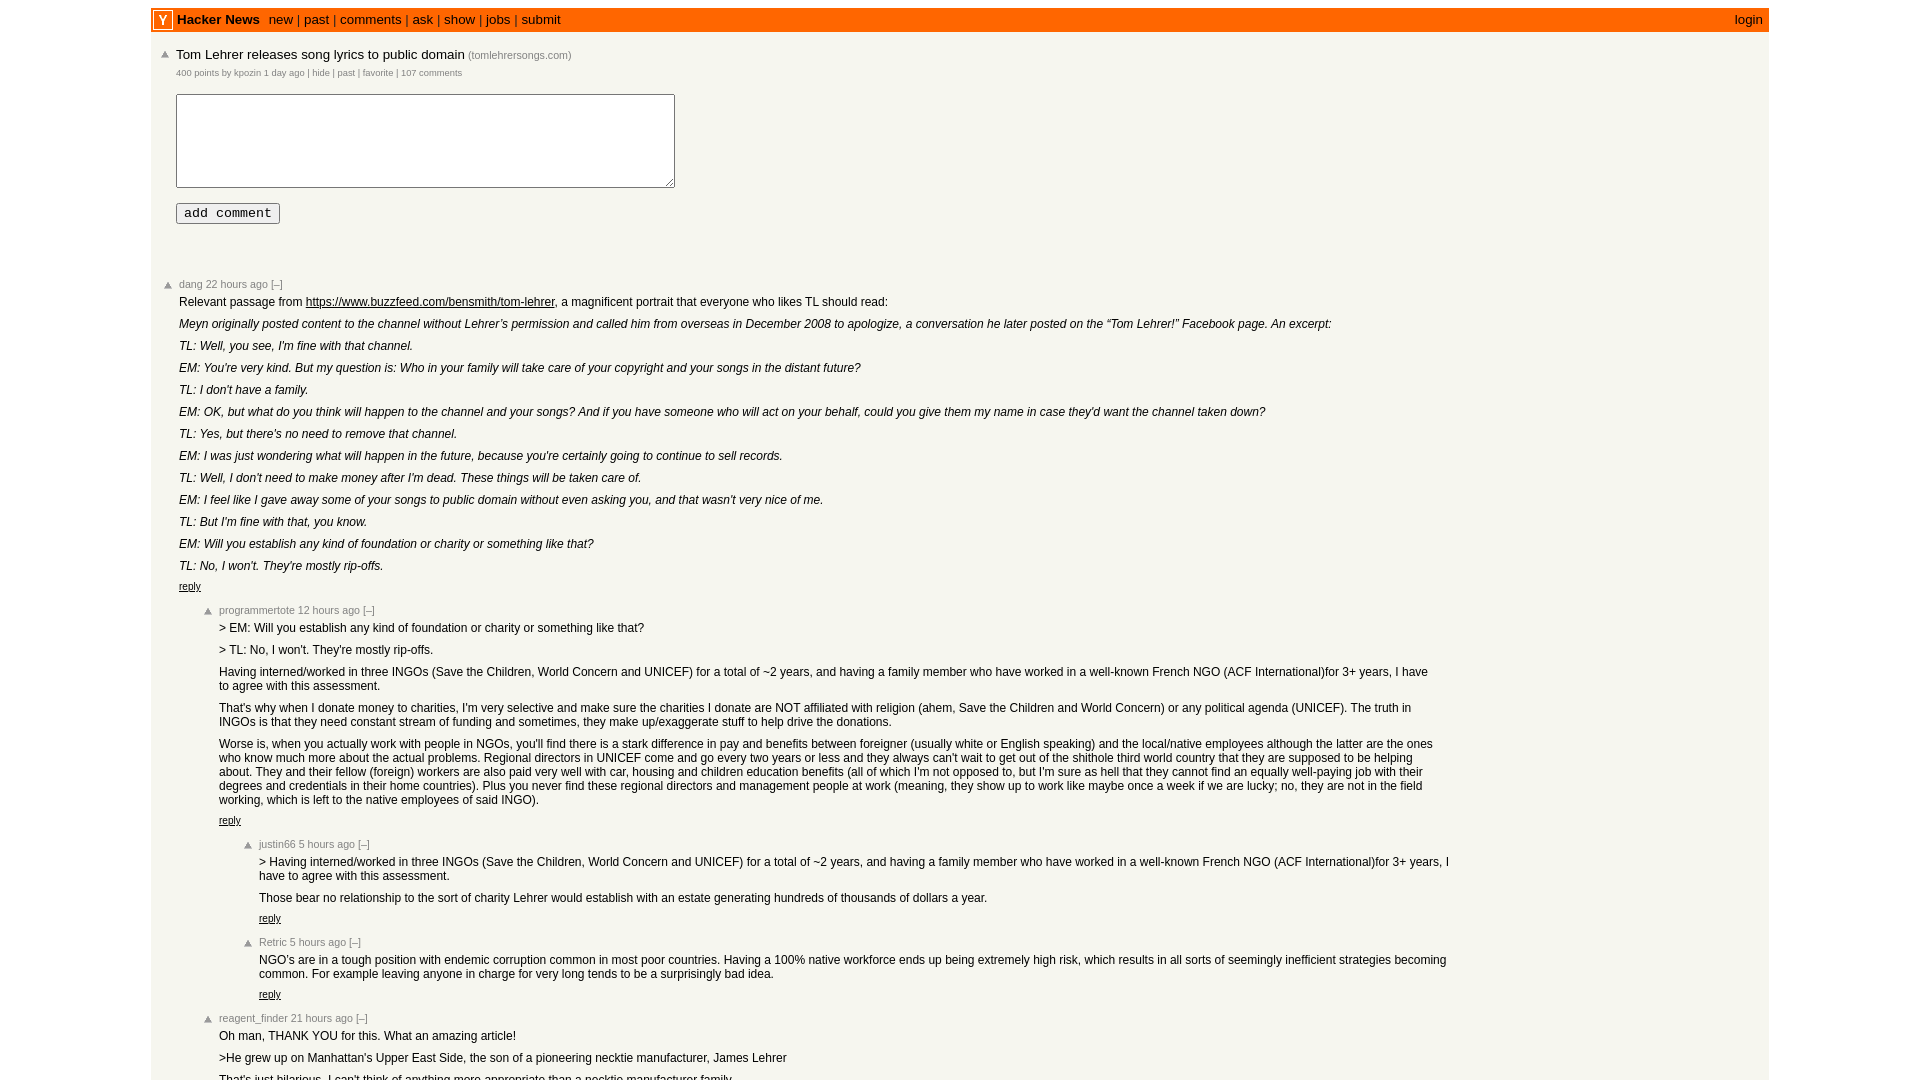 Y Hacker News new | past | comments | ask | show | jobs | submit login
Tom Lehrer releases song lyrics to public domain (tomlehrersongs.com)
400 points by kpozin 1 day ago | hide | past | favorite | 107 comments
add comment
dang 22 hours ago [–]
Relevant passage from https://www.buzzfeed.com/bensmith/tom-lehrer, a magnificent portrait that everyone who likes TL should read:
Meyn originally posted content to the channel without Lehrer’s permission and called him from overseas in December 2008 to apologize, a conversation he later posted on the “Tom Lehrer!” Facebook page. An excerpt:
TL: Well, you see, I'm fine with that channel.
EM: You're very kind. But my question is: Who in your family will take care of your copyright and your songs in the distant future?
TL: I don't have a family.
EM: OK, but what do you think will happen to the channel and your songs? And if you have someone who will act on your behalf, could you give them my name in case they'd want the channel taken down?
TL: Yes, but there's no need to remove that channel.
EM: I was just wondering what will happen in the future, because you're certainly going to continue to sell records.
TL: Well, I don't need to make money after I'm dead. These things will be taken care of.
EM: I feel like I gave away some of your songs to public domain without even asking you, and that wasn't very nice of me.
TL: But I'm fine with that, you know.
EM: Will you establish any kind of foundation or charity or something like that?
TL: No, I won't. They're mostly rip-offs.
reply
programmertote 12 hours ago [–]
> EM: Will you establish any kind of foundation or charity or something like that?
> TL: No, I won't. They're mostly rip-offs.
Having interned/worked in three INGOs (Save the Children, World Concern and UNICEF) for a total of ~2 years, and having a family member who have worked in a well-known French NGO (ACF International)for 3+ years, I have
to agree with this assessment.
That's why when I donate money to charities, I'm very selective and make sure the charities I donate are NOT affiliated with religion (ahem, Save the Children and World Concern) or any political agenda (UNICEF). The truth in
INGOs is that they need constant stream of funding and sometimes, they make up/exaggerate stuff to help drive the donations.
Worse is, when you actually work with people in NGOs, you'll find there is a stark difference in pay and benefits between foreigner (usually white or English speaking) and the local/native employees although the latter are the ones
who know much more about the actual problems. Regional directors in UNICEF come and go every two years or less and they always can't wait to get out of the shithole third world country that they are supposed to be helping
about. They and their fellow (foreign) workers are also paid very well with car, housing and children education benefits (all of which I'm not opposed to, but I'm sure as hell that they cannot find an equally well-paying job with their
degrees and credentials in their home countries). Plus you never find these regional directors and management people at work (meaning, they show up to work like maybe once a week if we are lucky; no, they are not in the field
working, which is left to the native employees of said INGO).
reply
justin66 5 hours ago [–]
> Having interned/worked in three INGOs (Save the Children, World Concern and UNICEF) for a total of ~2 years, and having a family member who have worked in a well-known French NGO (ACF International)for 3+ years, I
have to agree with this assessment.
Those bear no relationship to the sort of charity Lehrer would establish with an estate generating hundreds of thousands of dollars a year.
reply
Retric 5 hours ago [–]
NGO's are in a tough position with endemic corruption common in most poor countries. Having a 100% native workforce ends up being extremely high risk, which results in all sorts of seemingly inefficient strategies becoming
common. For example leaving anyone in charge for very long tends to be a surprisingly bad idea.
reply
reagent_finder 21 hours ago [–]
Oh man, THANK YOU for this. What an amazing article!
>He grew up on Manhattan's Upper East Side, the son of a pioneering necktie manufacturer, James Lehrer
That's just hilarious. I can't think of anything more appropriate than a necktie manufacturer family.